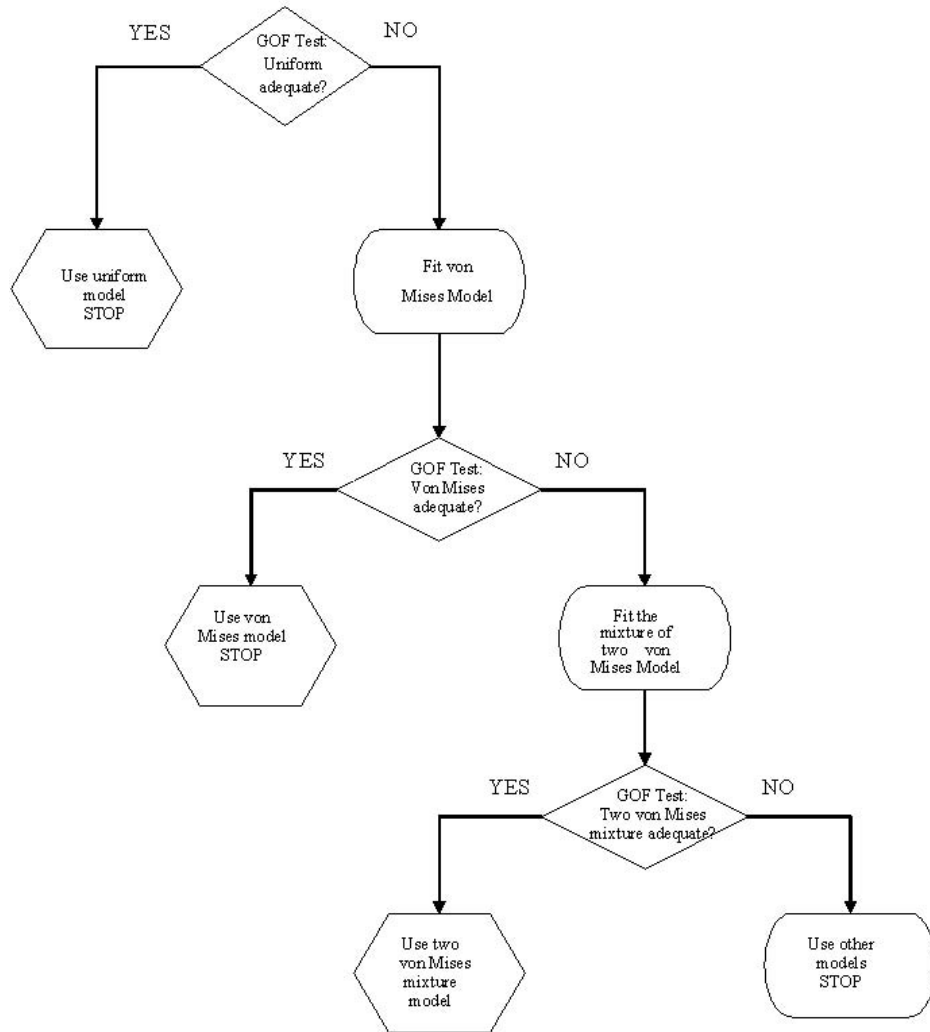 YES
NO
GOF Test:
Uniform
adequate?
Use uniform
model
STOP
Fit von
Mises Model
YES
NO
GOF Test:
Von Mises
adequate?
Use von
Mises model
STOP
Fit the
mixture of
two von
Mises Model
YES
NO
GOF Test:
Two von Mises
mixture adequate?
Use two
von Mises
mixture
model
Use other
models
STOP